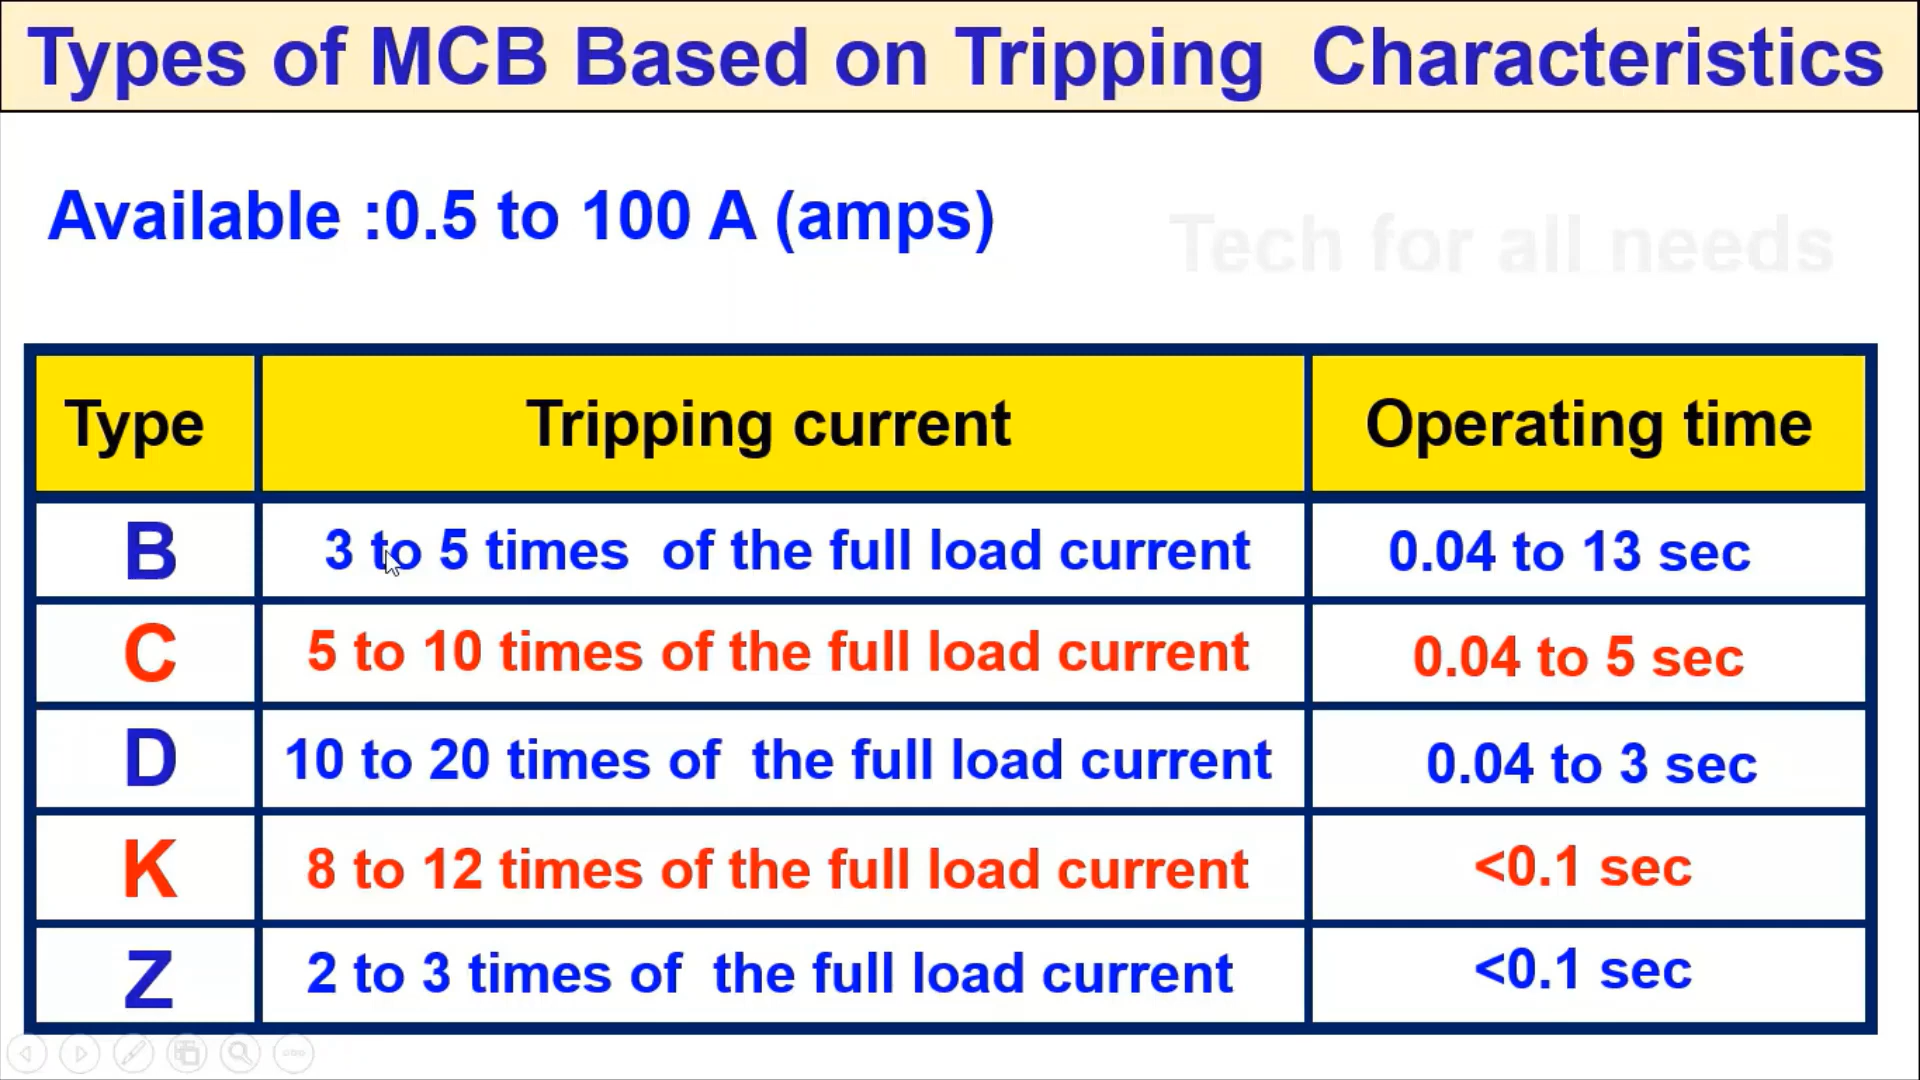 Types of MCB Based on Tripping Characteristics
Available :0.5 to 100 A (amps)
Tech for all needs
Type Tripping current Operating time
B 3 to 5 times of the full load current 0.04 to 13 sec
C 5 to 10 times of the full load current 0.04 to 5 sec
D 10 to 20 times of the full load current 0.04 to 3 sec
K 8 to 12 times of the full load current <0.1 sec
Z 2 to 3 times of the full load current <0.1 sec